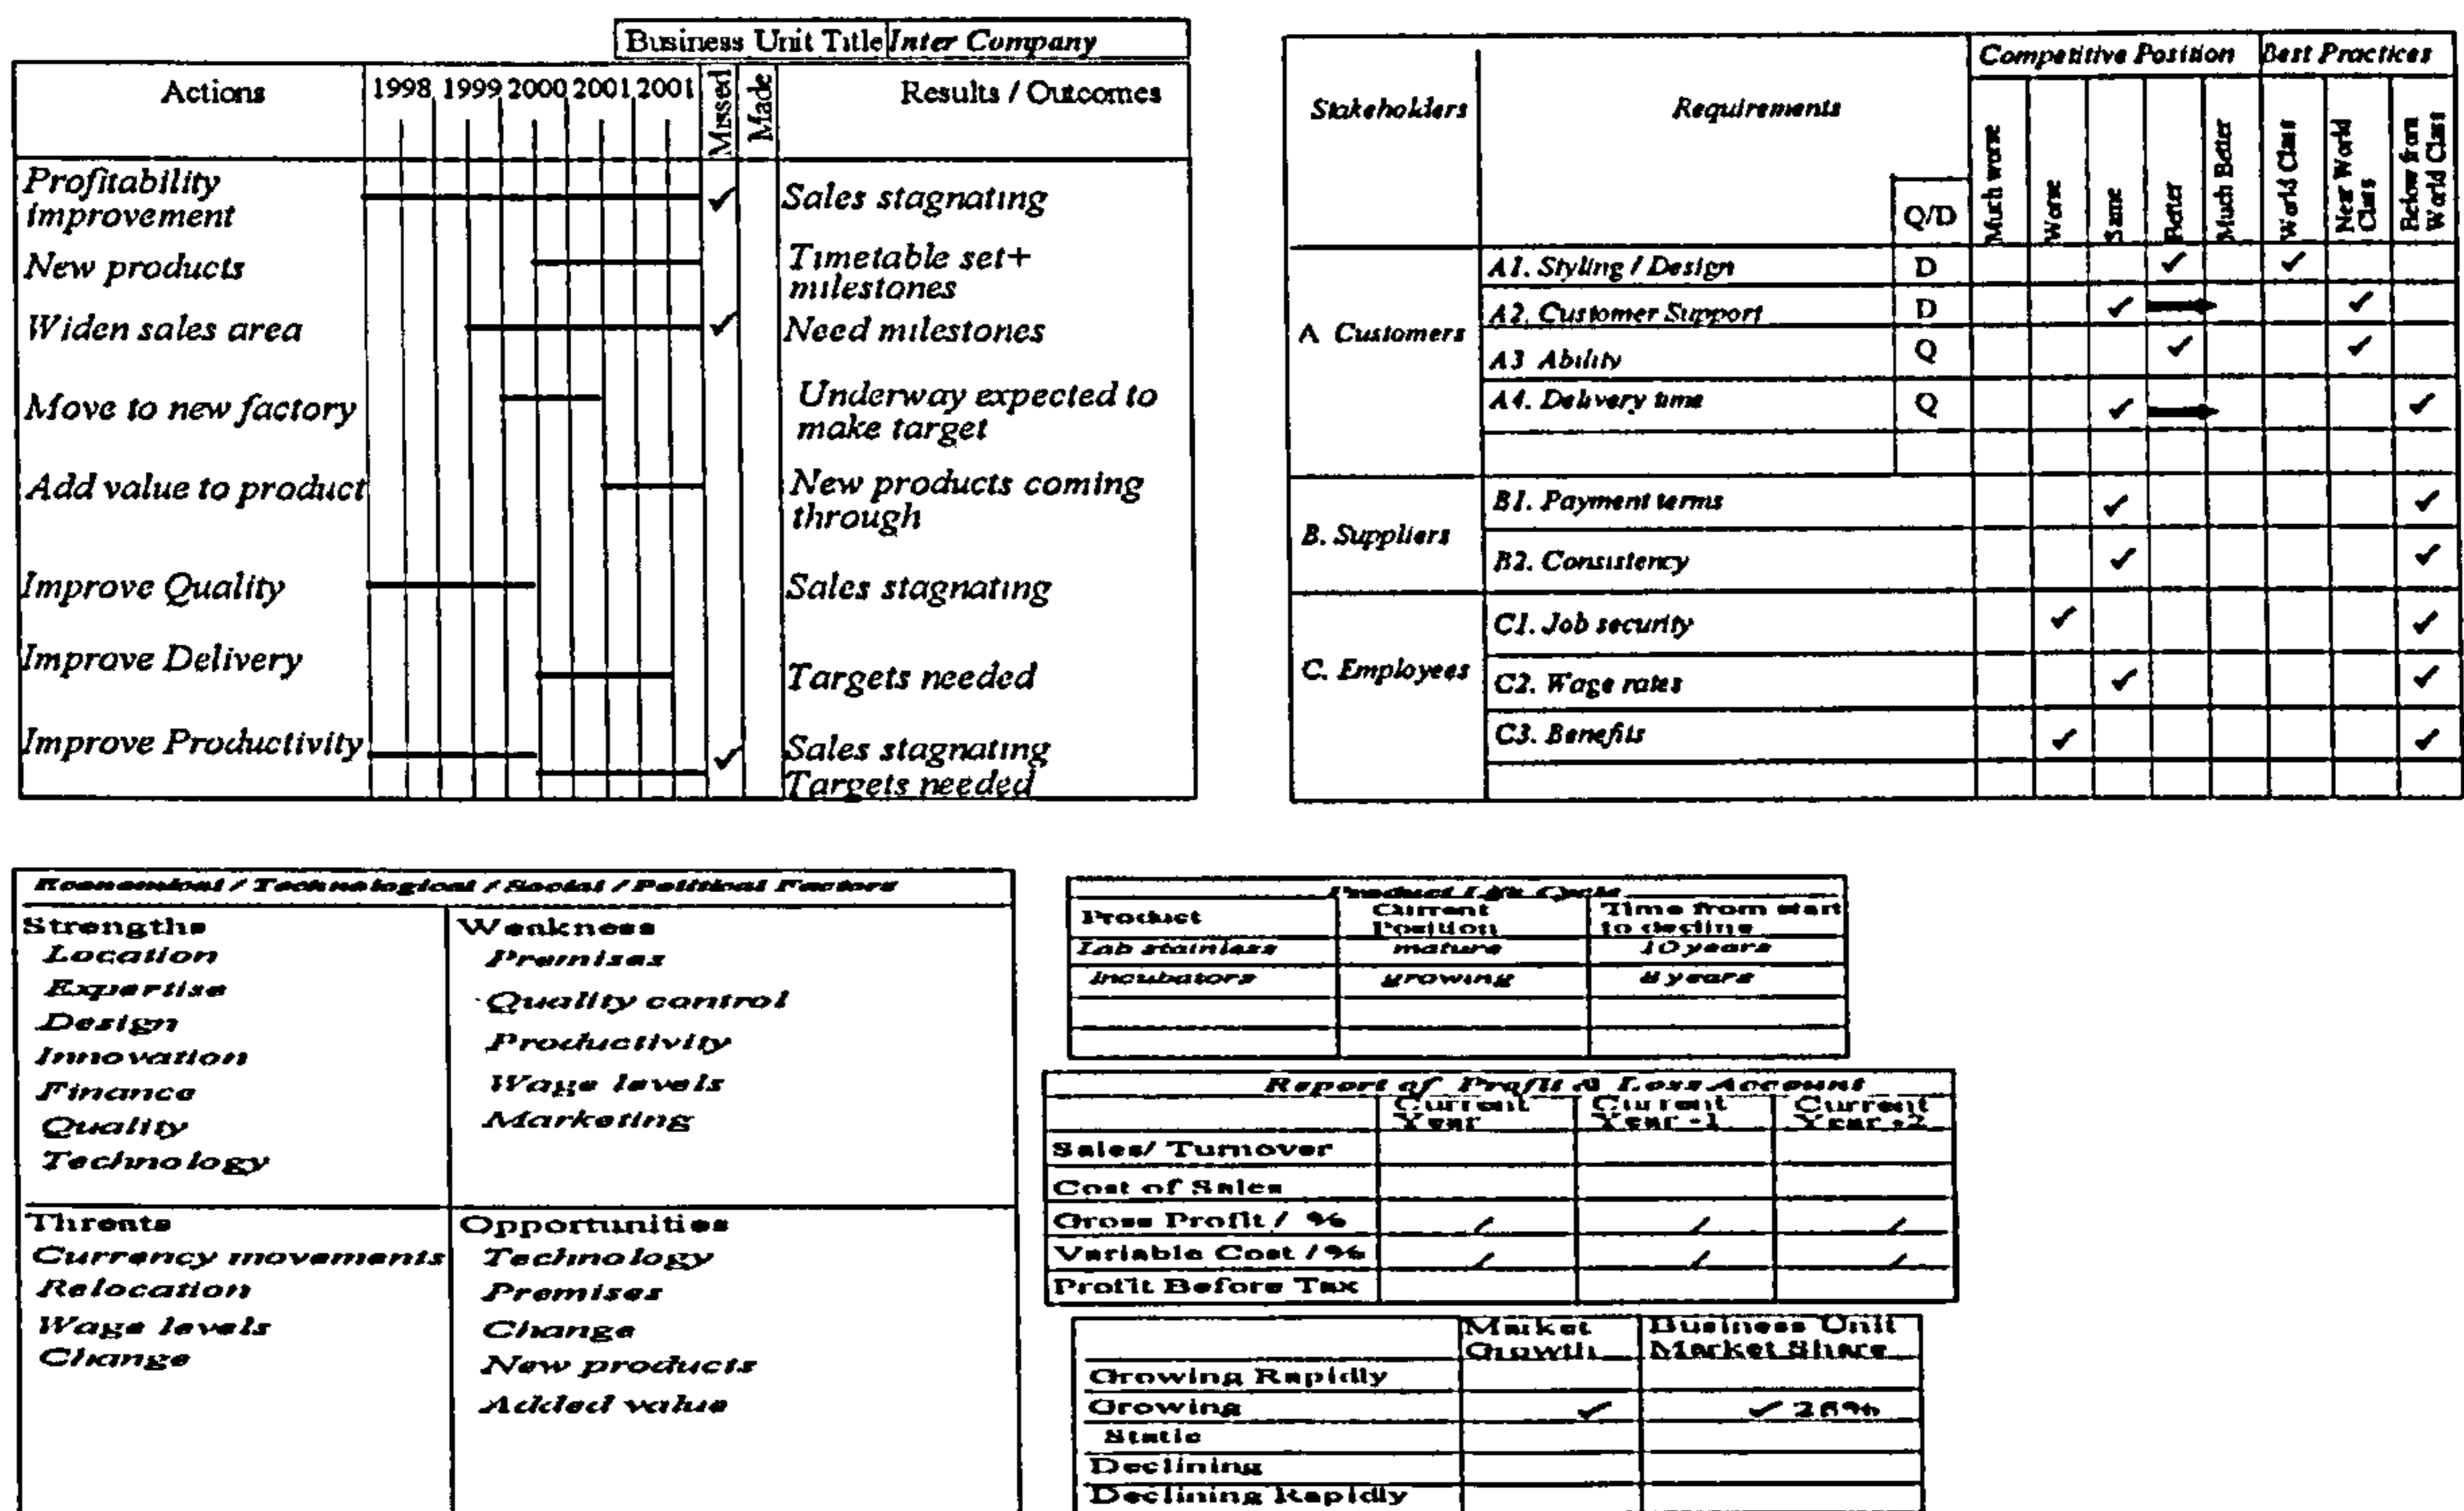 Business Unit Title Inter Company
Actions 1998 1999 2000 2001 2001 Missed Made Results / Outcomes
Profitability improvement ✓ Sales stagnating
New products Timetable set+ milestones
Widen sales area ✓ Need milestones
Move to new factory Underway expected to make target
Add value to product New products coming through
Improve Quality Sales stagnating
Improve Delivery Targets needed
Improve Productivity ✓ Sales stagnating
Targets needed
Competitive Position Best Practices
Stakeholders Requirements Q/D Much worse Worse Same Better Much Better World Class Near World Class Below from World Class
A Customers
A1. Styling / Design D ✓ ✓
A2. Customer Support D ✓ ✓
A3 Ability Q ✓ ✓
A4. Delivery time Q ✓ ✓
B. Suppliers
B1. Payment terms ✓ ✓
B2. Consistency ✓ ✓
C. Employees
C1. Job security ✓ ✓
C2. Wage rates ✓ ✓
C3. Benefits ✓ ✓
Economical / Technological / Social / Political Factors
Strengths
Location
Expertise
Design
Innovation
Finance
Quality
Technology
Weakness
Premises
Quality control
Productivity
Wage levels
Marketing
Threats
Currency movements
Relocation
Wage levels
Change
Opportunities
Technology
Premises
Change
New products
Added value
Product Life Cycle
Product Current Position Time from start to decline
Lab stainless mature 10 years
Incubators growing 8 years
Report of Profit & Loss Account
Current Year Current Year -1 Current Year -2
Sales/ Turnover
Cost of Sales
Gross Profit / % / / /
Variable Cost / % / / /
Profit Before Tax
Market Growth Business Unit Market Share
Growing Rapidly
Growing ✓ ✓ 
Static
Declining
Declining Rapidly